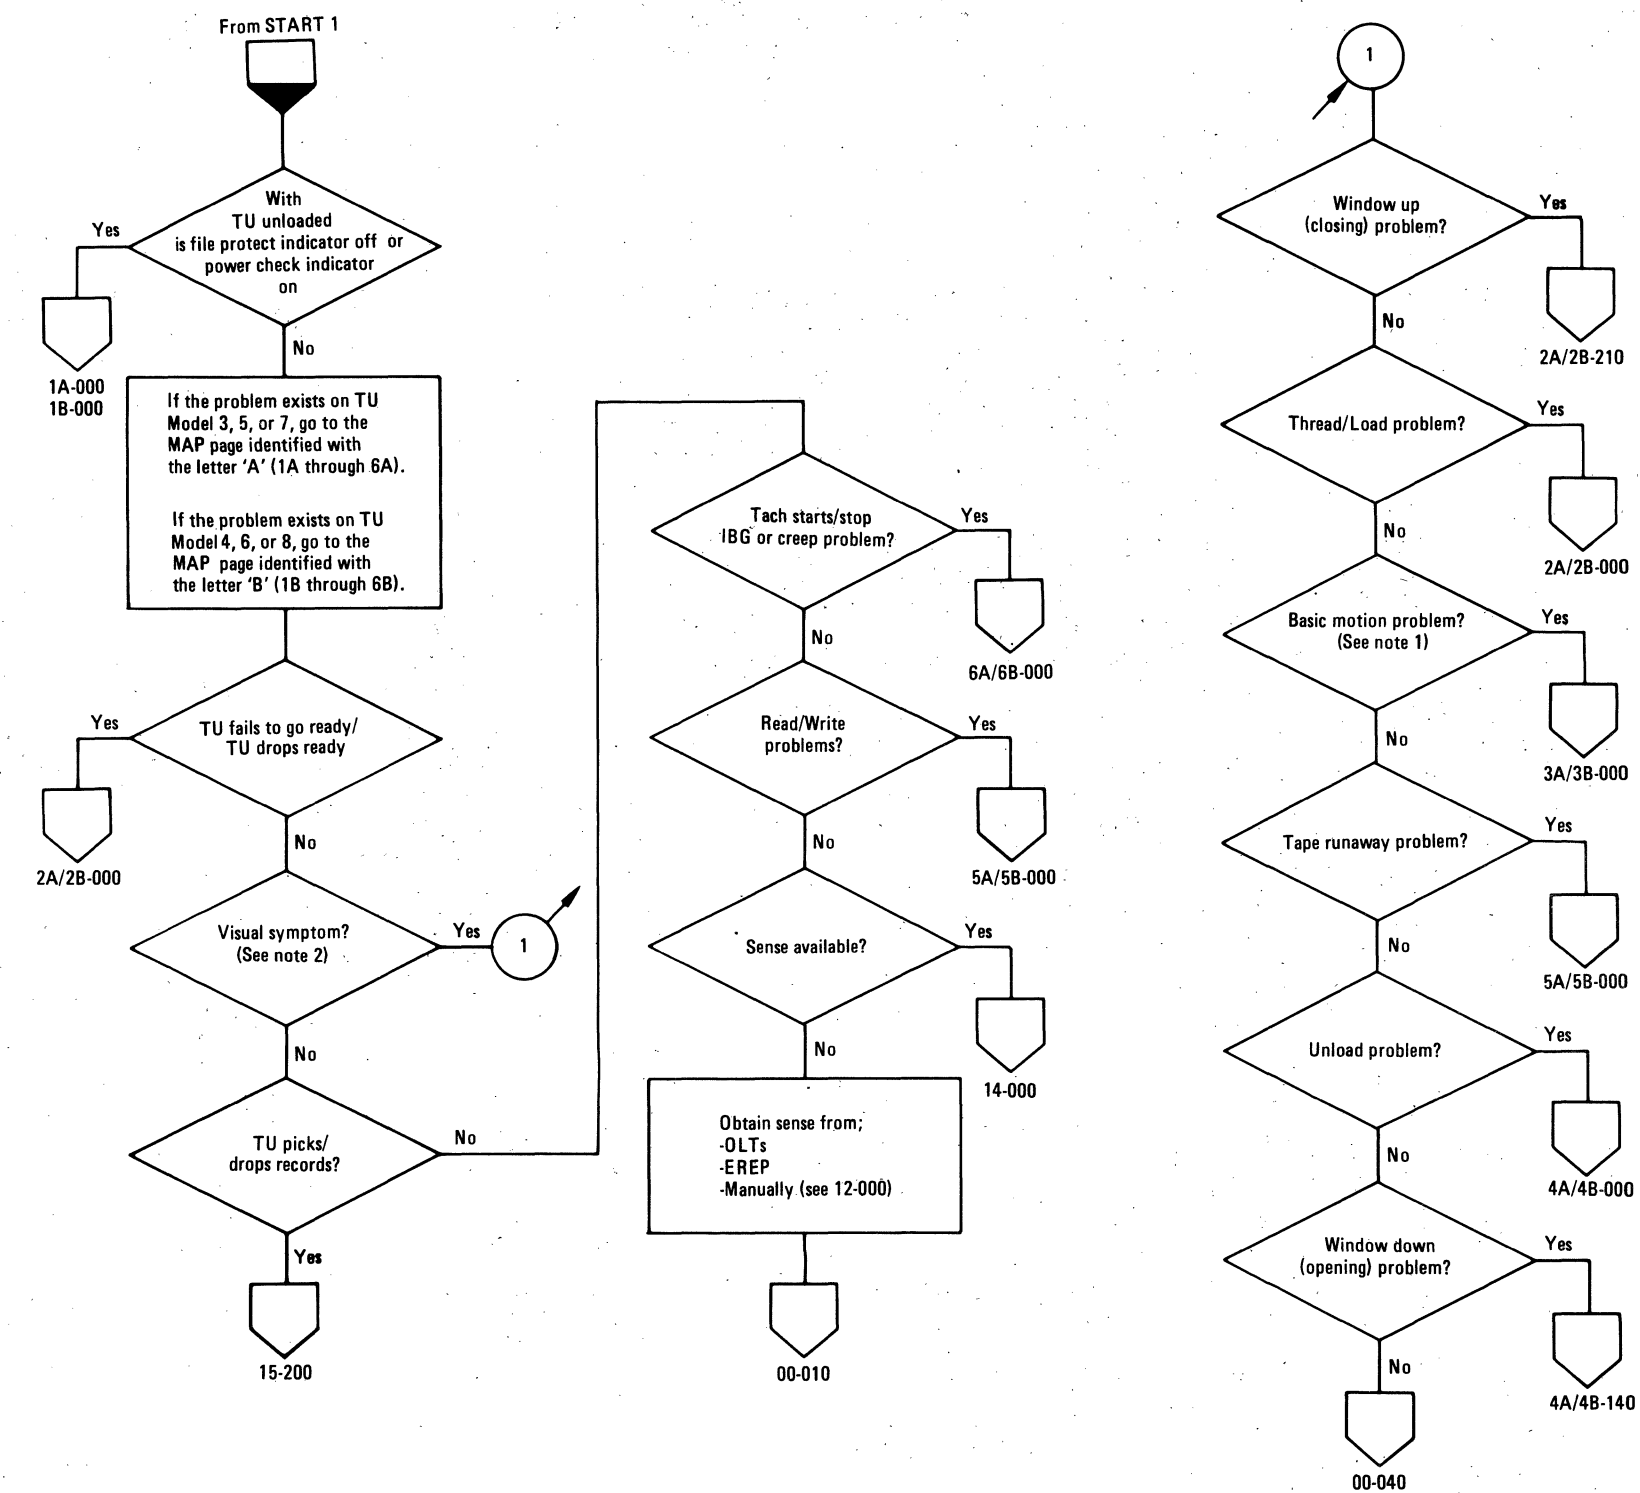 From START 1
With
TU unloaded
is file protect indicator off or
power check indicator
on
Yes
1A-000
1B-000
No
If the problem exists on TU
Model 3, 5, or 7, go to the
MAP page identified with
the letter 'A' (1A through 6A).
If the problem exists on TU
Model 4, 6, or 8, go to the
MAP page identified with
the letter 'B' (1B through 6B).
TU fails to go ready/
TU drops ready
Yes
2A/2B-000
No
Visual symptom?
(See note 2)
Yes
1
No
TU picks/
drops records?
No
Yes
15-200
Tach starts/stop
IBG or creep problem?
Yes
6A/6B-000
No
Read/Write
problems?
Yes
5A/5B-000
No
Sense available?
Yes
14-000
No
Obtain sense from;
-OLTs
-EREP
-Manually (see 12-000)
00-010
1
Window up
(closing) problem?
Yes
2A/2B-210
No
Thread/Load problem?
Yes
2A/2B-000
No
Basic motion problem?
(See note 1)
Yes
3A/3B-000
No
Tape runaway problem?
Yes
5A/5B-000
No
Unload problem?
Yes
4A/4B-000
No
Window down
(opening) problem?
Yes
4A/4B-140
No
00-040